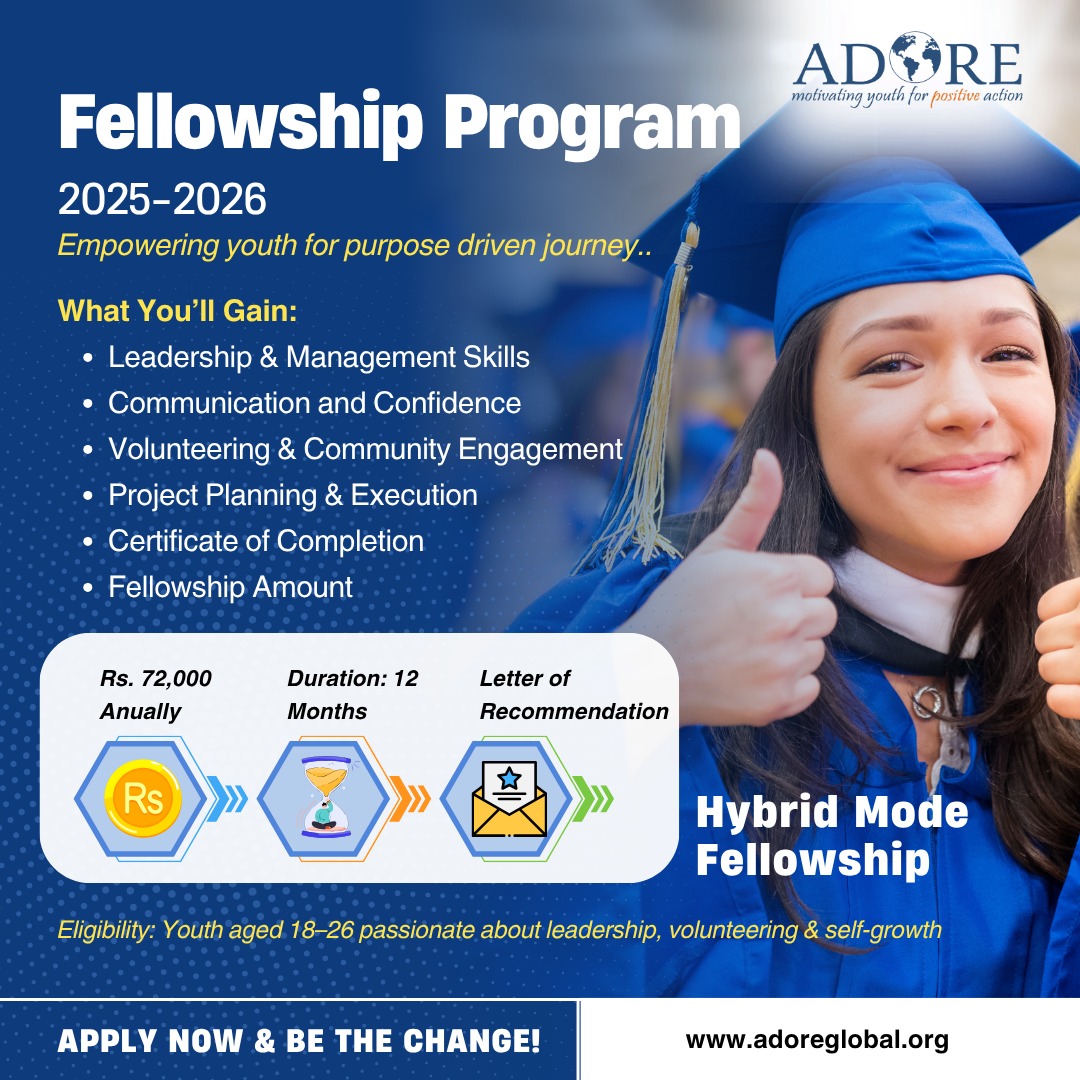 ADORE
motivating youth for positive action
Fellowship Program
2025-2026
Empowering youth for purpose driven journey..
What You'll Gain:
• Leadership & Management Skills
• Communication and Confidence
• Volunteering & Community Engagement
• Project Planning & Execution
• Certificate of Completion
• Fellowship Amount
Rs. 72,000
Anually
Duration: 12
Months
Letter of
Recommendation
Rs
Hybrid Mode
Fellowship
Eligibility: Youth aged 18–26 passionate about leadership, volunteering & self-growth
APPLY NOW & BE THE CHANGE!
www.adoreglobal.org